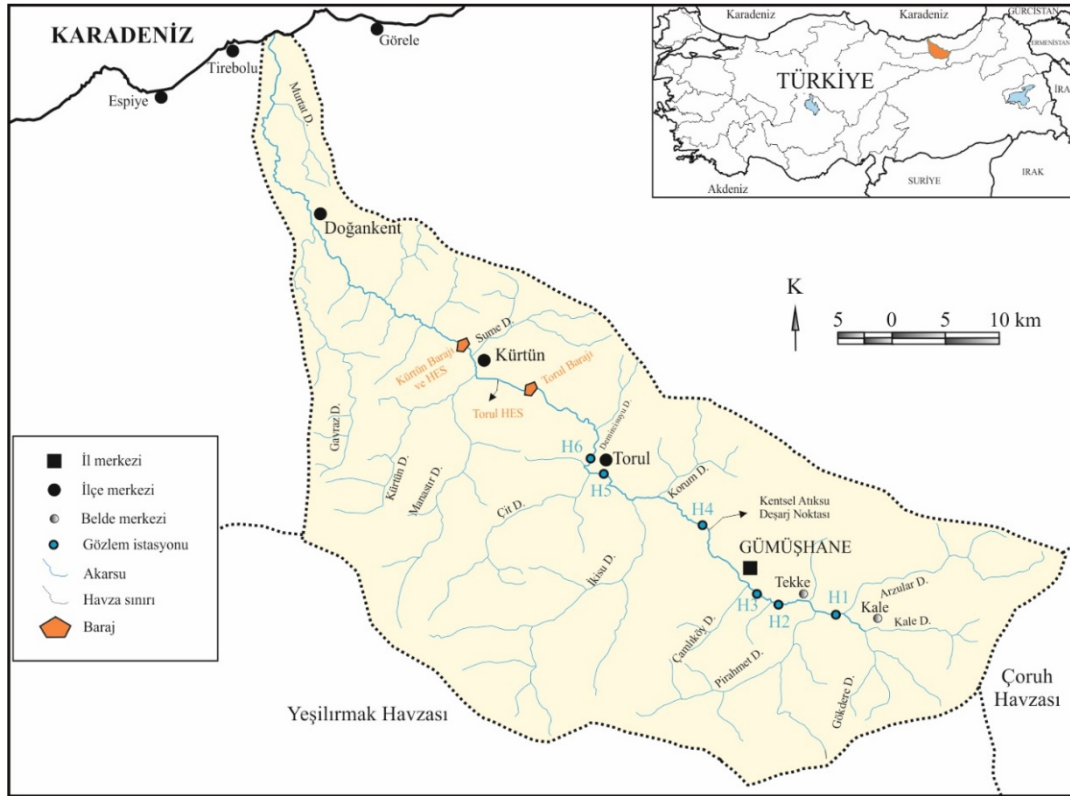 KARADENİZ
Görele
Tirebolu
Espiye
Murtat D.
Doğankent
Karadeniz
Karadeniz
GÜRCİSTAN
ERMENİSTAN
İRA
TÜRKİYE
Akdeniz
SURİYE
IRAK
K
5 0 5 10 km
Sume D.
Kürtün Barajı
ve HES
Kürtün
Torul Barajı
Torul HES
Gavraz D.
Kürtün D.
Manastır D.
Demircisuyu D.
H6
Torul
H5
Korum D.
Çit D.
H4
Kentsel Atıksu
Deşarj Noktası
GÜMÜŞHANE
İkisu D.
Tekke
H3
H2
H1
Arzular D.
Kale
Kale D.
Çamlıköy D.
Pirahmet D.
Gökdere D.
Çoruh
Havzası
Yeşilırmak Havzası
İl merkezi
İlçe merkezi
Belde merkezi
Gözlem istasyonu
Akarsu
Havza sınırı
Baraj